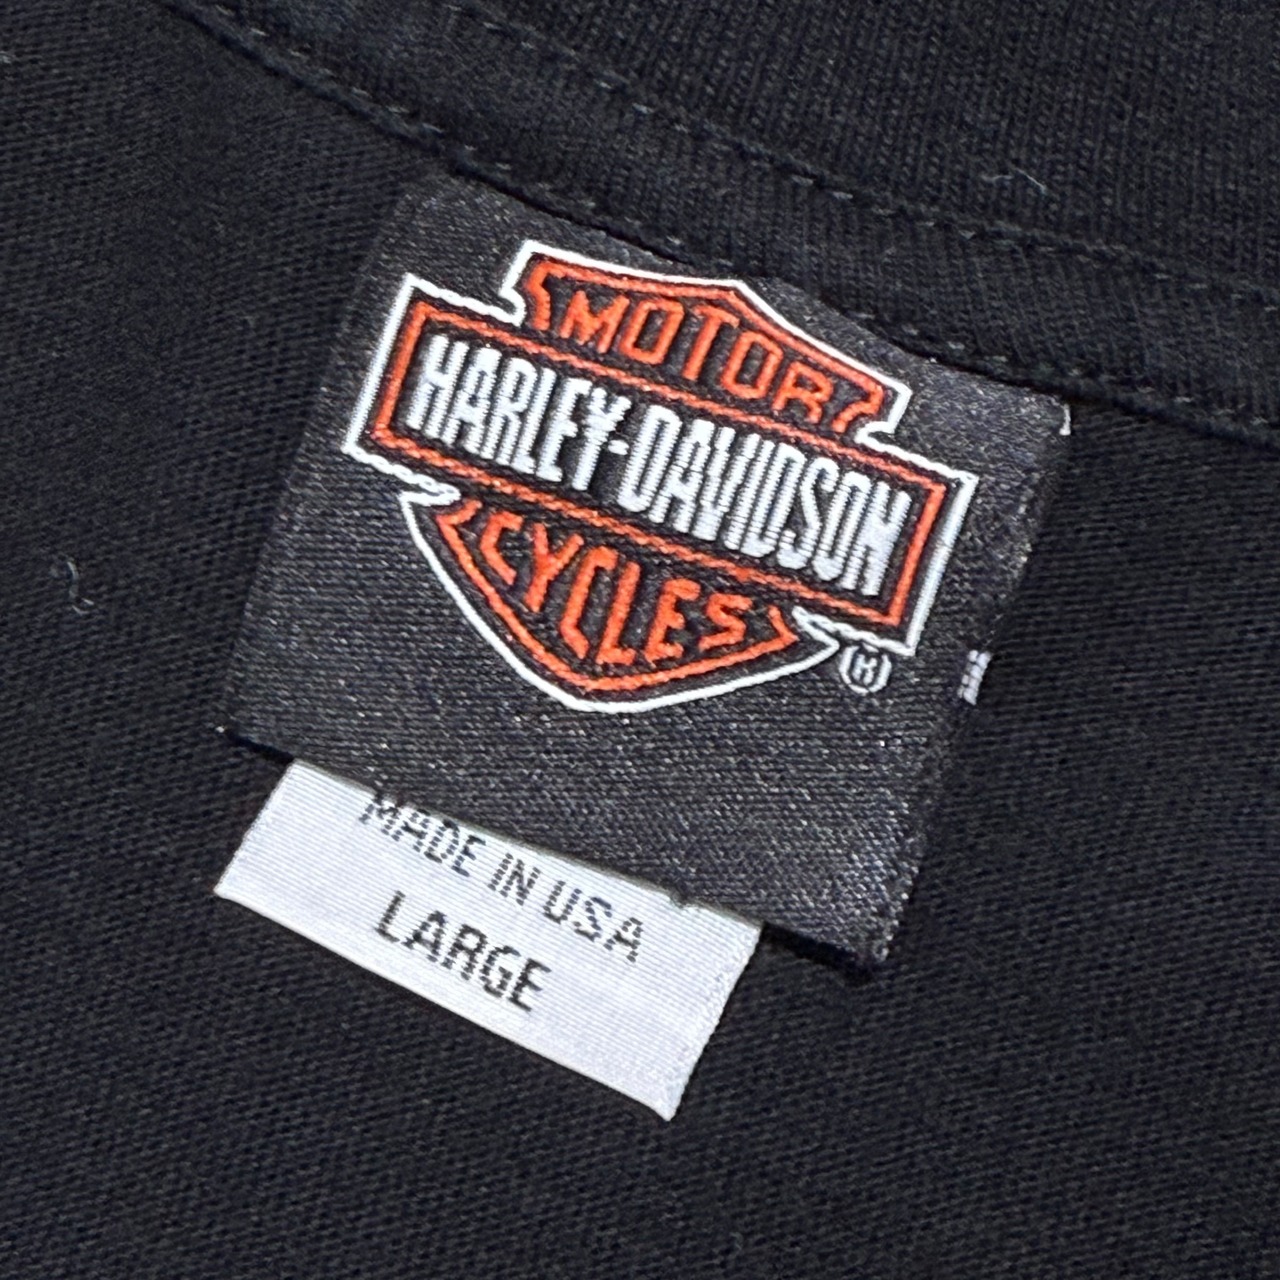 MOTOR
HARLEY-DAVIDSON
CYCLES
®
MADE IN USA
LARGE